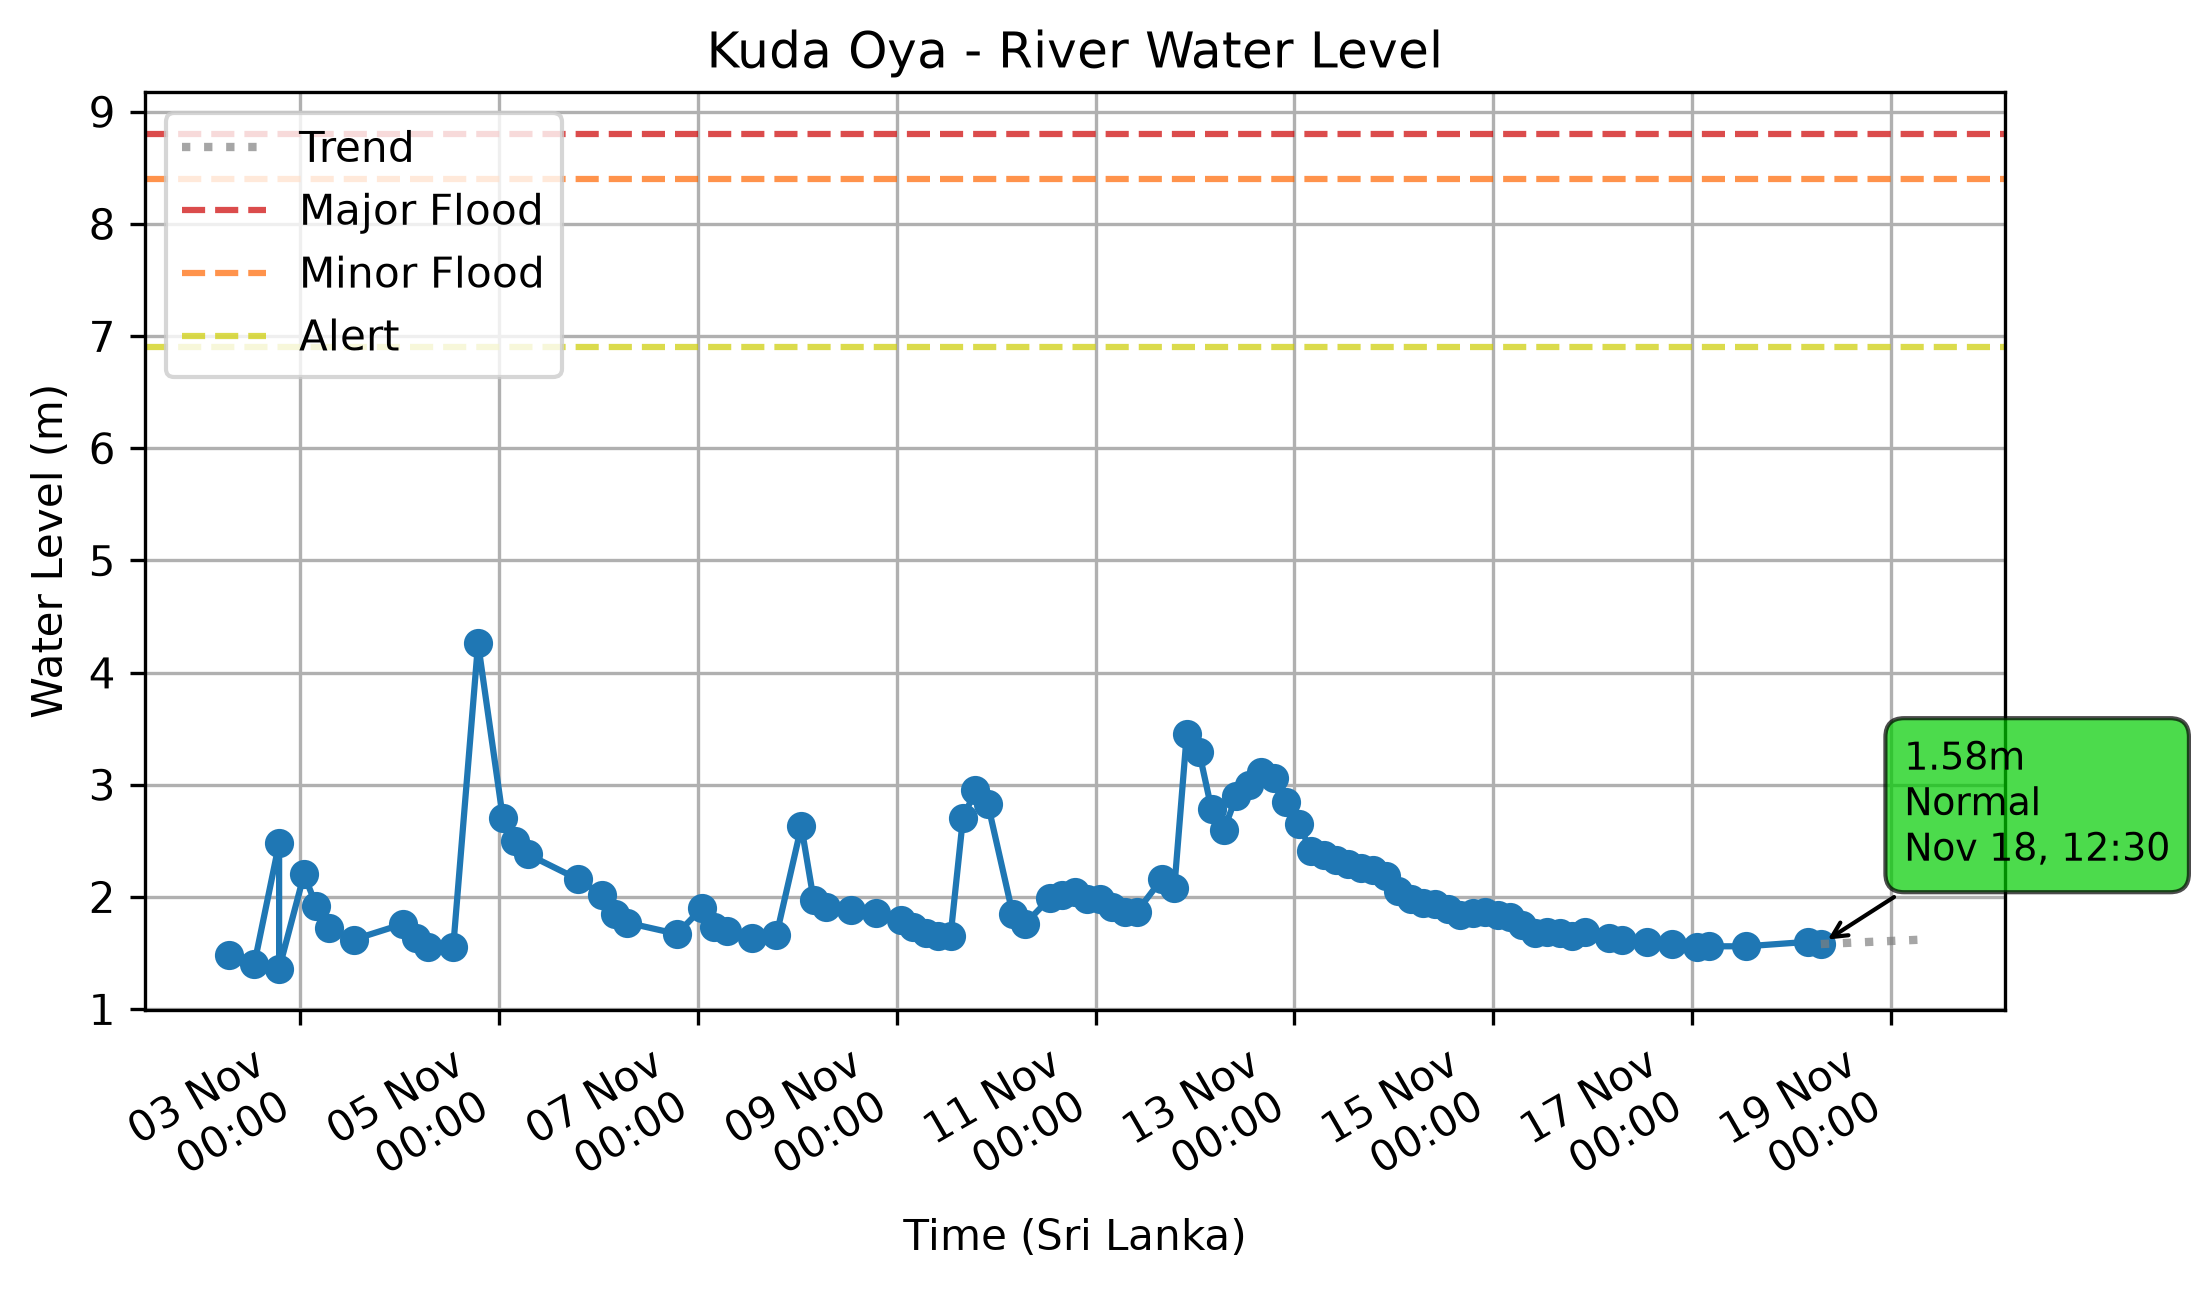 Kuda Oya - River Water Level
9
8
7
6
5
4
3
2
1
Water Level (m)
Trend
Major Flood
Minor Flood
Alert
1.58m
Normal
Nov 18, 12:30
03 Nov
00:00
05 Nov
00:00
07 Nov
00:00
09 Nov
00:00
11 Nov
00:00
13 Nov
00:00
15 Nov
00:00
17 Nov
00:00
19 Nov
00:00
Time (Sri Lanka)